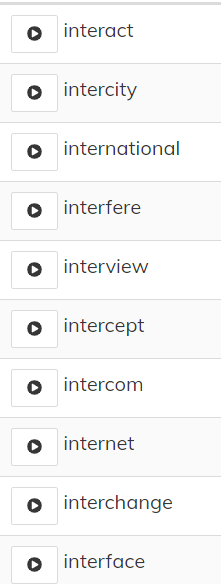 interact
intercity
international
interfere
interview
intercept
intercom
internet
interchange
interface